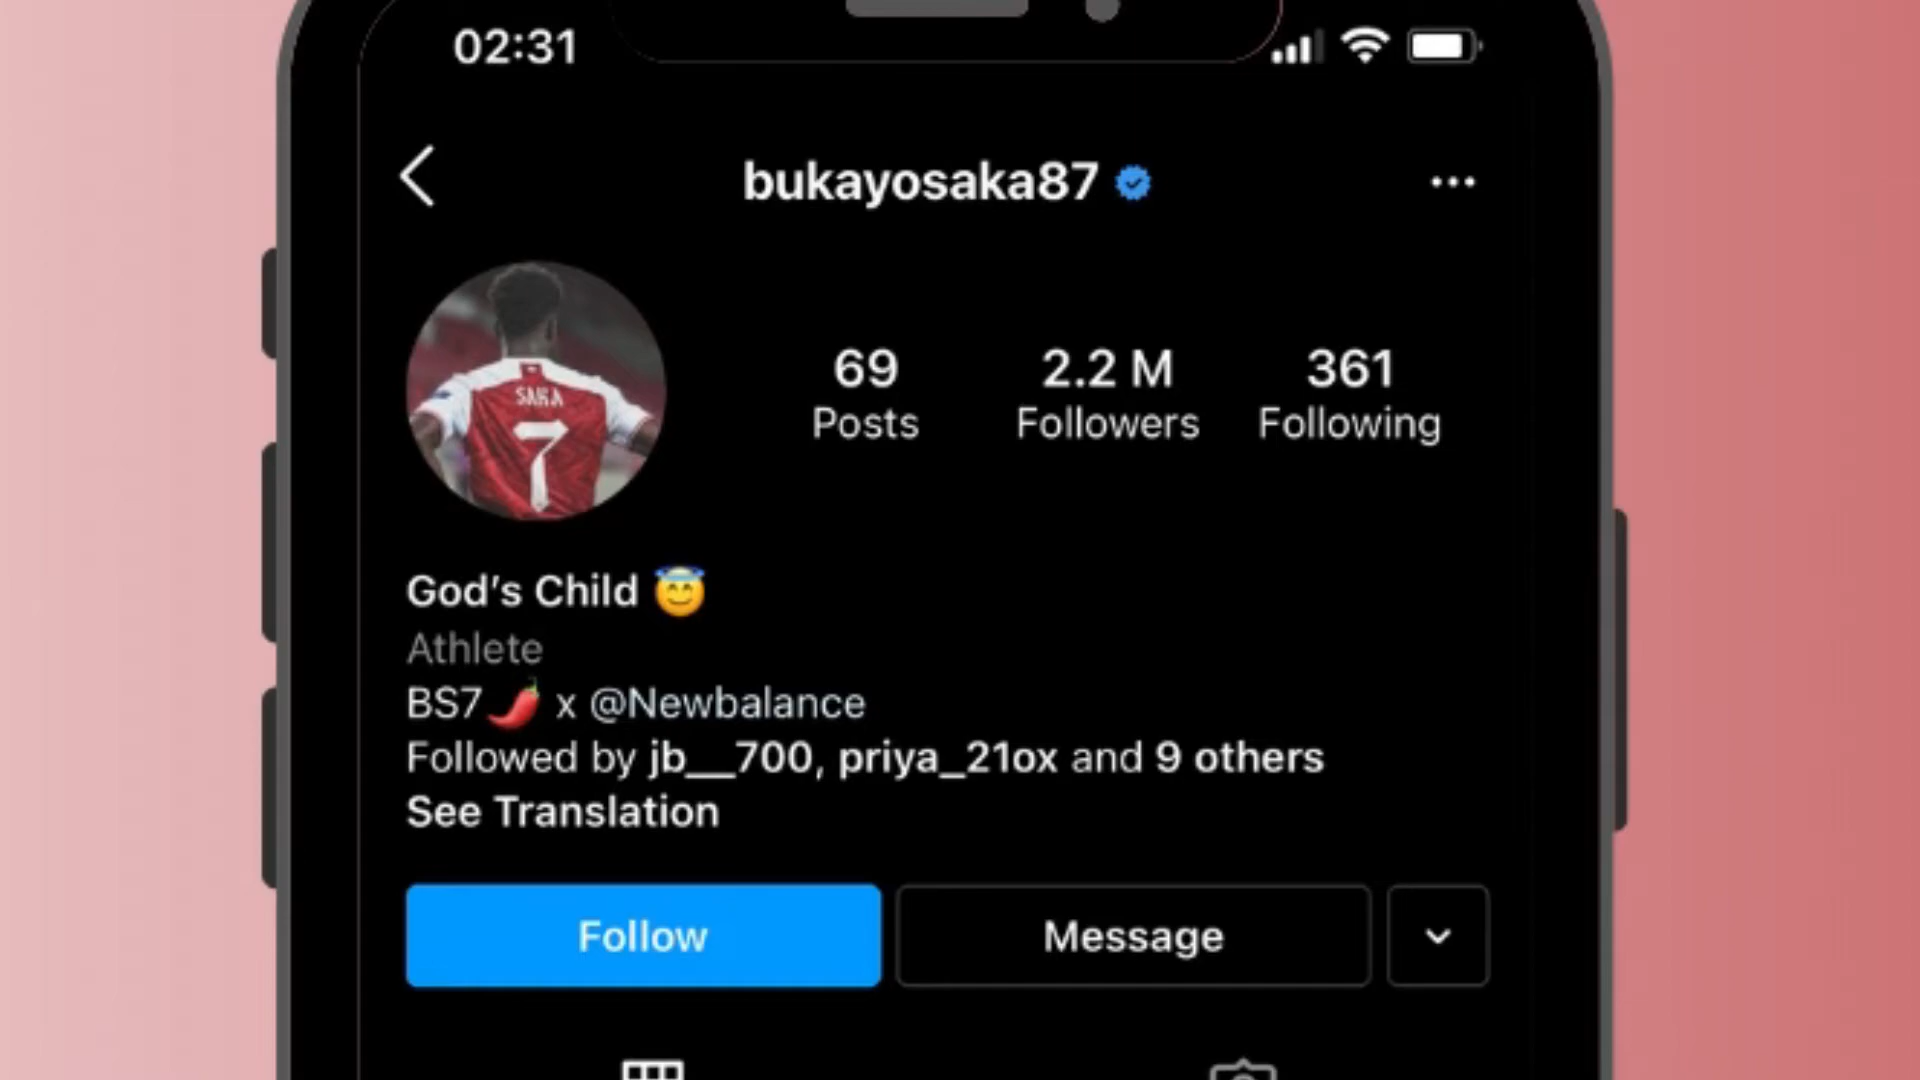 02:31
bukayosaka87
SAKA
7
69 2.2 M 361
Posts Followers Following
God's Child 😇
Athlete
BS7🌶️ x @Newbalance
Followed by jb__700, priya_21ox and 9 others
See Translation
Follow Message